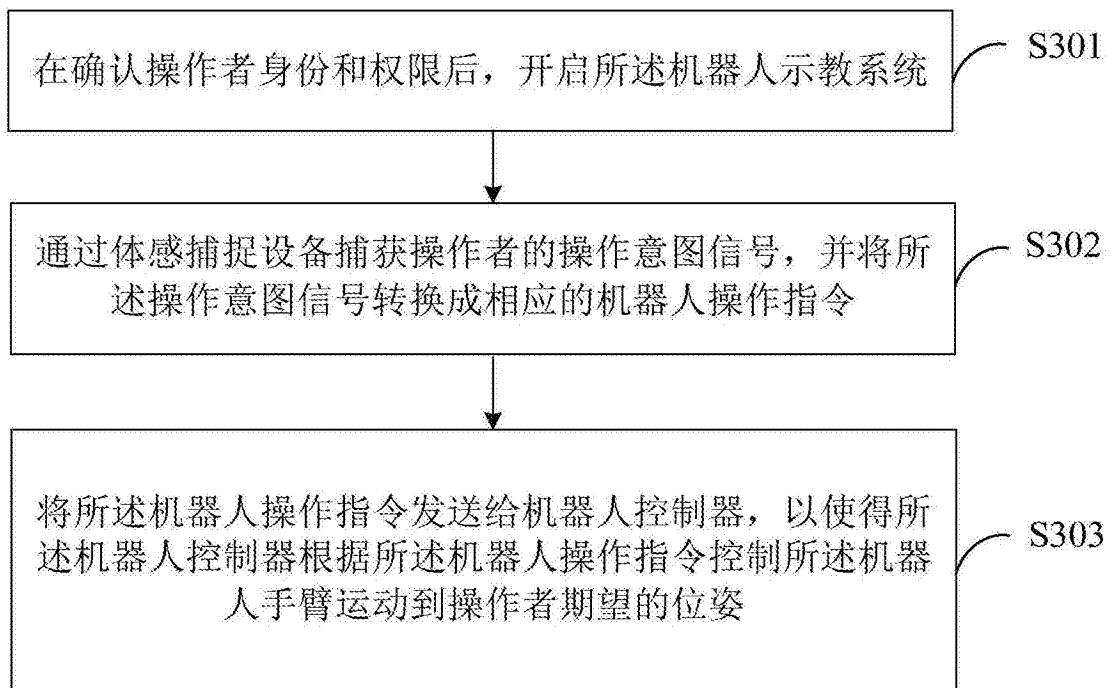 在确认操作者身份和权限后，开启所述机器人示教系统
S301
通过体感捕捉设备捕获操作者的操作意图信号，并将所
述操作意图信号转换成相应的机器人操作指令
S302
将所述机器人操作指令发送给机器人控制器，以使得所
述机器人控制器根据所述机器人操作指令控制所述机器
人手臂运动到操作者期望的位姿
S303